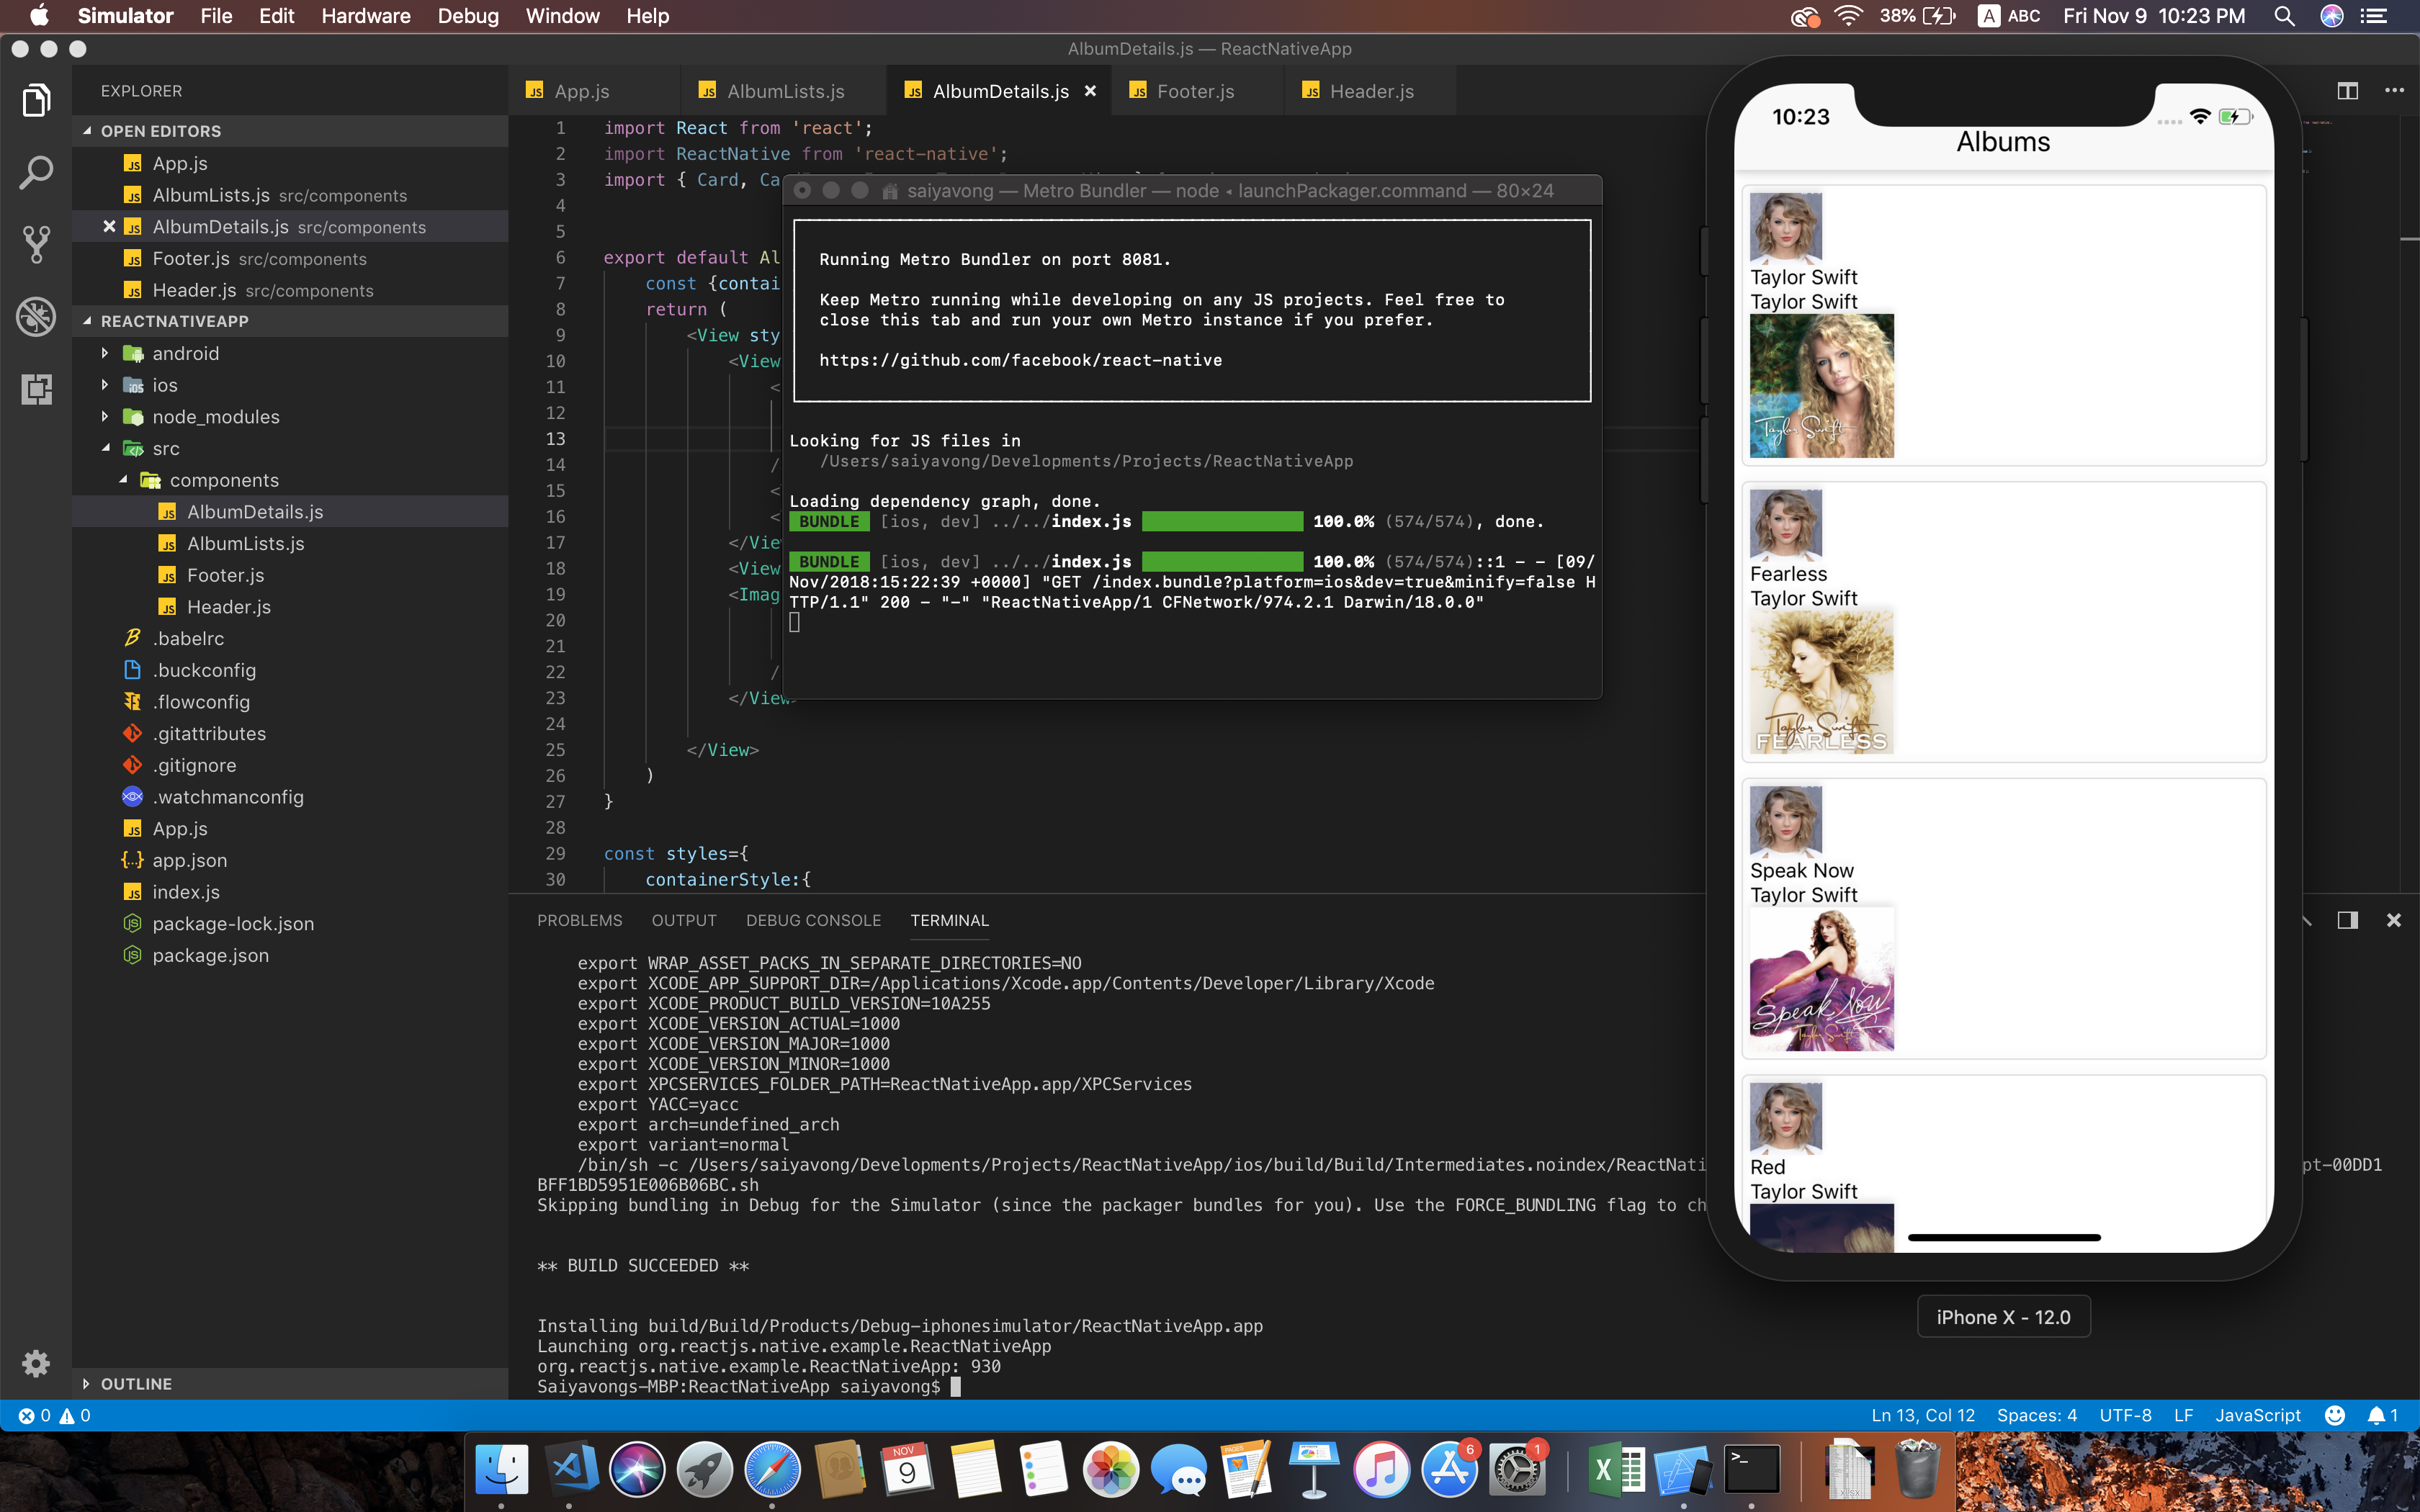 Simulator File Edit Hardware Debug Window Help 38% A ABC Fri Nov 9 10:23 PM
AlbumDetails.js — ReactNativeApp
EXPLORER
OPEN EDITORS
App.js
AlbumLists.js src/components
AlbumDetails.js src/components
Footer.js src/components
Header.js src/components
REACTNATIVEAPP
android
ios
node_modules
src
components
AlbumDetails.js
AlbumLists.js
Footer.js
Header.js
.babelrc
.buckconfig
.flowconfig
.gitattributes
.gitignore
.watchmanconfig
App.js
app.json
index.js
package-lock.json
package.json
OUTLINE
App.js AlbumLists.js AlbumDetails.js Footer.js Header.js
1 import React from 'react';
2 import ReactNative from 'react-native';
3 import { Card, Ca
4
5
6 export default Al
7 const {contai
8 return (
9 <View sty
10 <View
11 <
12
13
14 /
15 <
16 <
17 </Vie
18 <View
19 <Imag
20
21
22 /
23 </View
24
25 </View>
26 )
27 }
28
29 const styles={
30 containerStyle:{
saiyavong — Metro Bundler — node ◂ launchPackager.command — 80×24
Running Metro Bundler on port 8081.
Keep Metro running while developing on any JS projects. Feel free to
close this tab and run your own Metro instance if you prefer.
https://github.com/facebook/react-native
Looking for JS files in
/Users/saiyavong/Developments/Projects/ReactNativeApp
Loading dependency graph, done.
BUNDLE [ios, dev] ../../index.js 100.0% (574/574), done.
BUNDLE [ios, dev] ../../index.js 100.0% (574/574)::1 - - [09/
Nov/2018:15:22:39 +0000] "GET /index.bundle?platform=ios&dev=true&minify=false H
TTP/1.1" 200 - "-" "ReactNativeApp/1 CFNetwork/974.2.1 Darwin/18.0.0"
PROBLEMS OUTPUT DEBUG CONSOLE TERMINAL
export WRAP_ASSET_PACKS_IN_SEPARATE_DIRECTORIES=NO
export XCODE_APP_SUPPORT_DIR=/Applications/Xcode.app/Contents/Developer/Library/Xcode
export XCODE_PRODUCT_BUILD_VERSION=10A255
export XCODE_VERSION_ACTUAL=1000
export XCODE_VERSION_MAJOR=1000
export XCODE_VERSION_MINOR=1000
export XPCSERVICES_FOLDER_PATH=ReactNativeApp.app/XPCServices
export YACC=yacc
export arch=undefined_arch
export variant=normal
/bin/sh -c /Users/saiyavong/Developments/Projects/ReactNativeApp/ios/build/Build/Intermediates.noindex/ReactNati pt-00DD1
BFF1BD5951E006B06BC.sh
Skipping bundling in Debug for the Simulator (since the packager bundles for you). Use the FORCE_BUNDLING flag to ch
** BUILD SUCCEEDED **
Installing build/Build/Products/Debug-iphonesimulator/ReactNativeApp.app
Launching org.reactjs.native.example.ReactNativeApp
org.reactjs.native.example.ReactNativeApp: 930
Saiyavongs-MBP:ReactNativeApp saiyavong$
10:23
Albums
Taylor Swift
Taylor Swift
Taylor Swift
Fearless
Taylor Swift
Taylor Swift
FEARLESS
Speak Now
Taylor Swift
Speak Now
Taylor Swift
Red
Taylor Swift
iPhone X - 12.0
0 0 Ln 13, Col 12 Spaces: 4 UTF-8 LF JavaScript 1
NOV
9
PAGES
6
1
XLSX